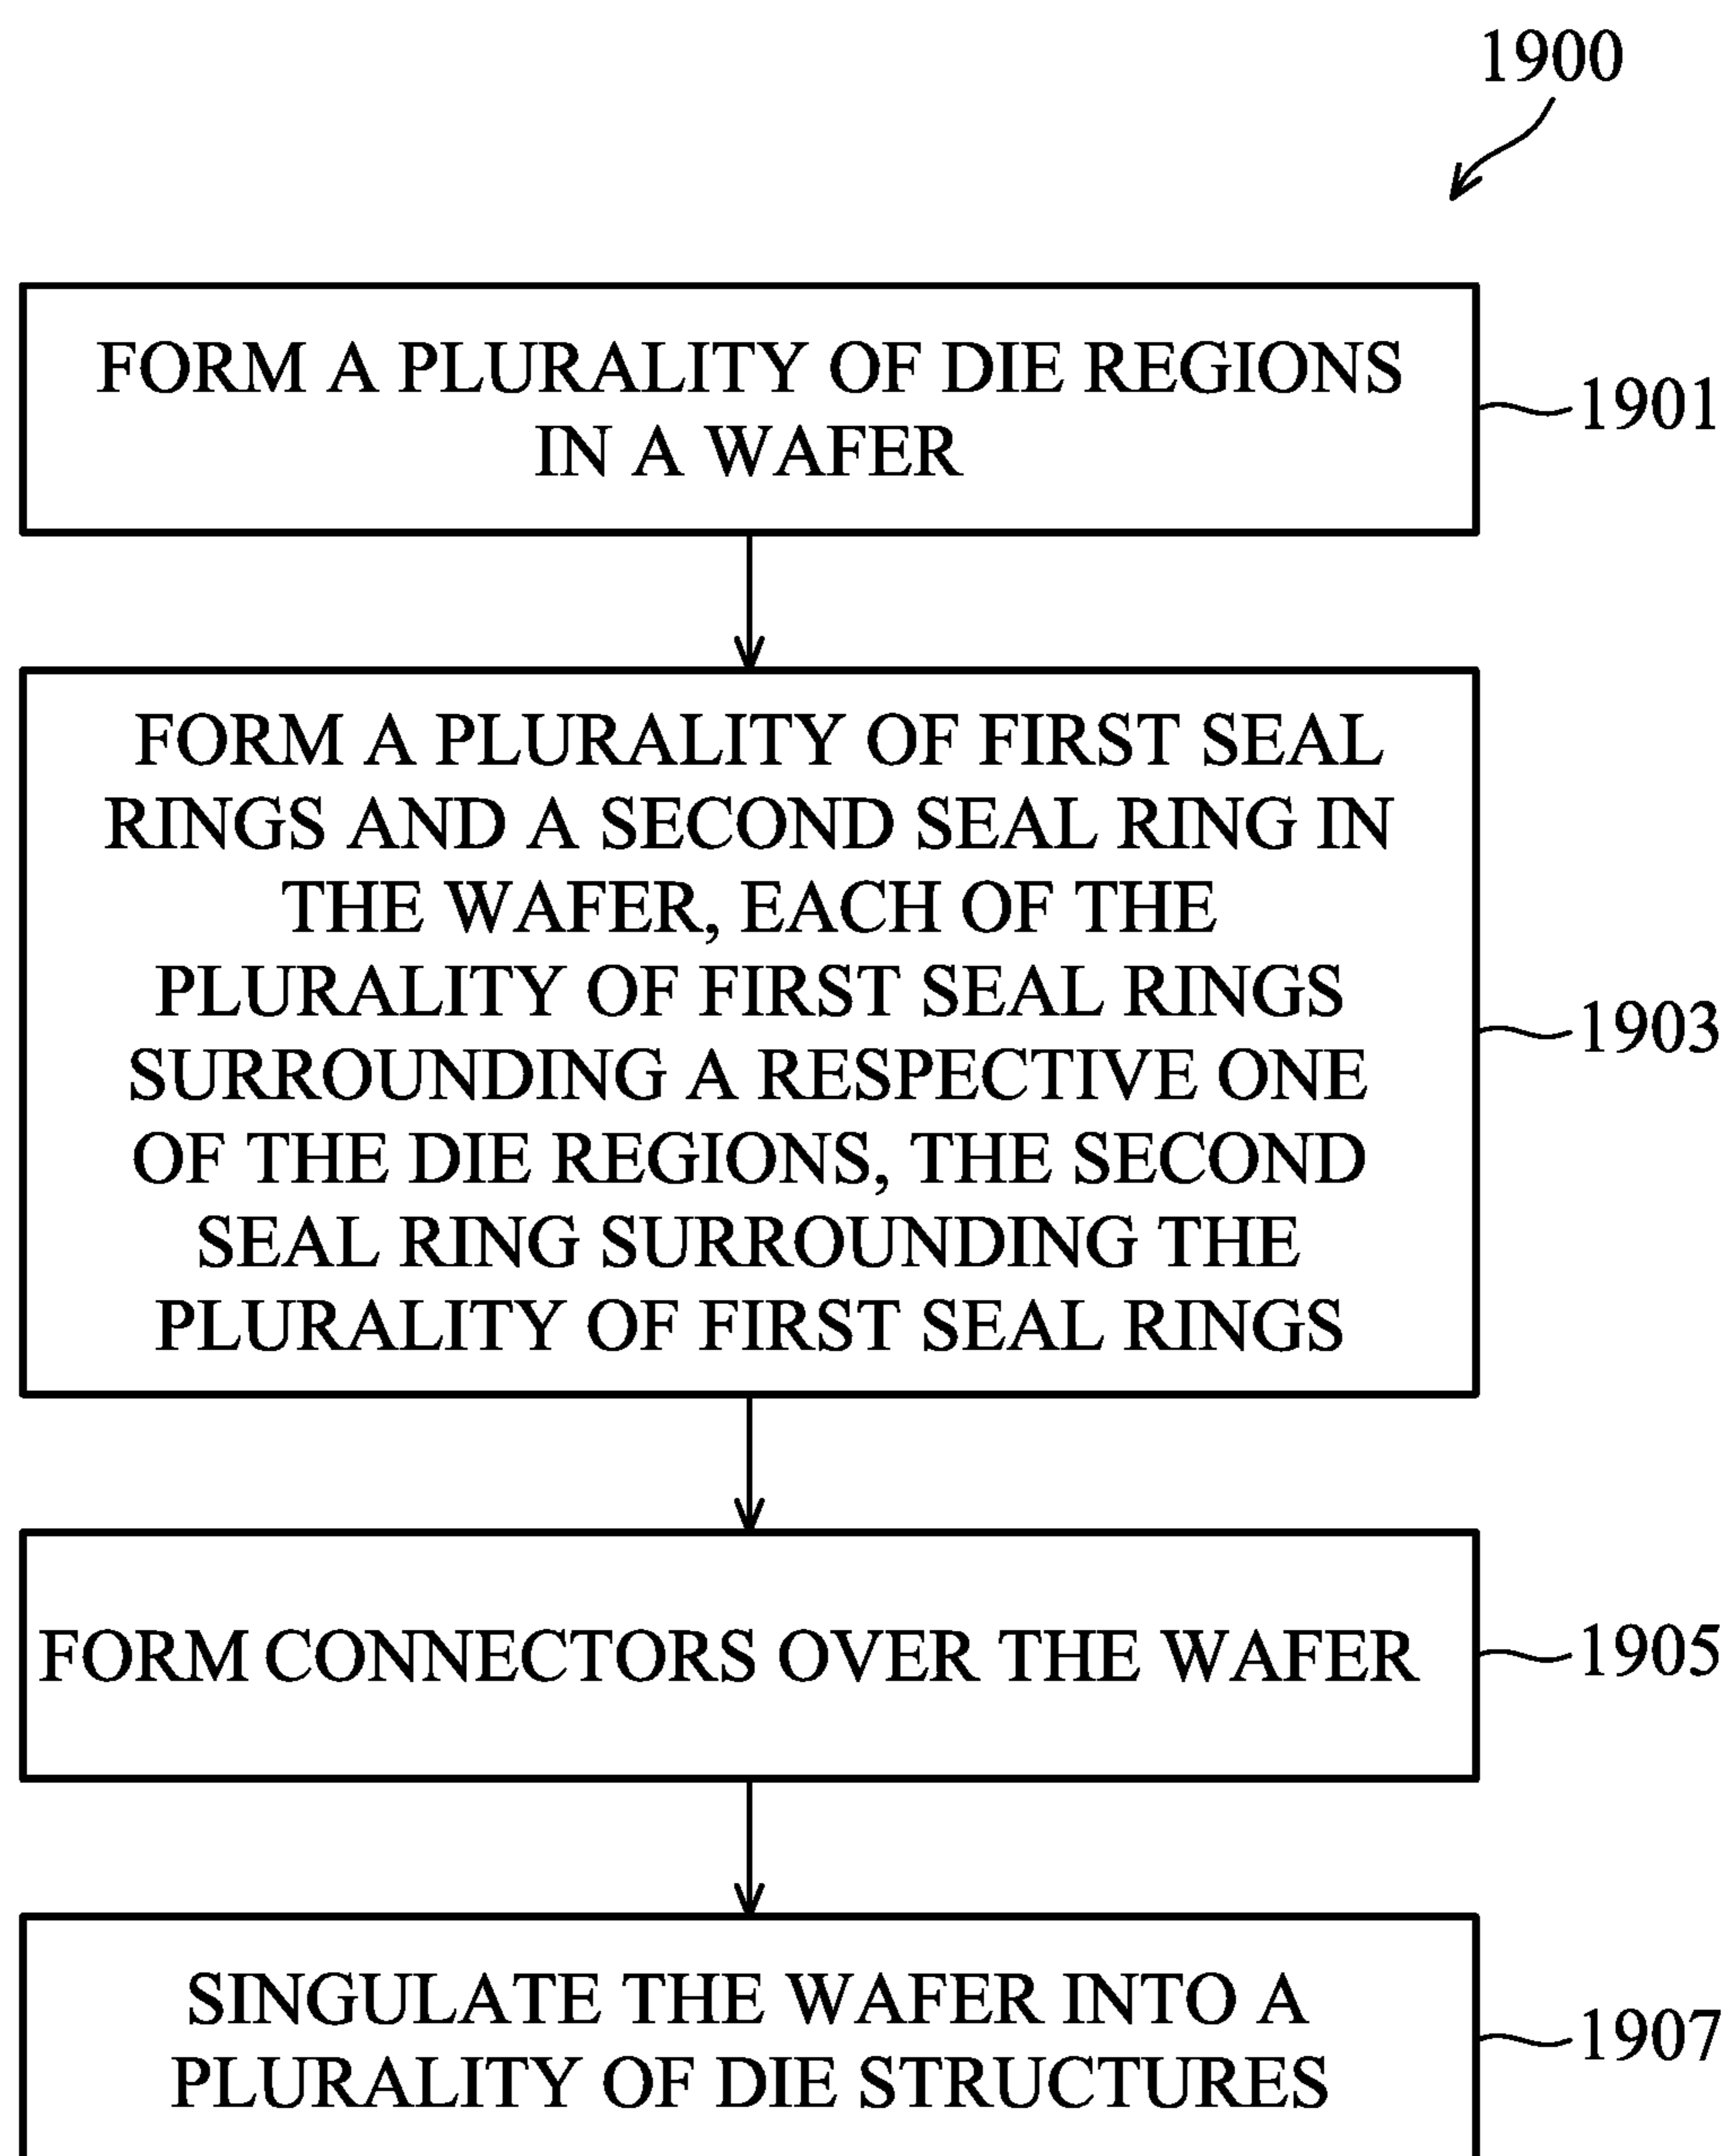 1900
FORM A PLURALITY OF DIE REGIONS
IN A WAFER
1901
FORM A PLURALITY OF FIRST SEAL
RINGS AND A SECOND SEAL RING IN
THE WAFER, EACH OF THE
PLURALITY OF FIRST SEAL RINGS
SURROUNDING A RESPECTIVE ONE
OF THE DIE REGIONS, THE SECOND
SEAL RING SURROUNDING THE
PLURALITY OF FIRST SEAL RINGS
1903
FORM CONNECTORS OVER THE WAFER
1905
SINGULATE THE WAFER INTO A
PLURALITY OF DIE STRUCTURES
1907